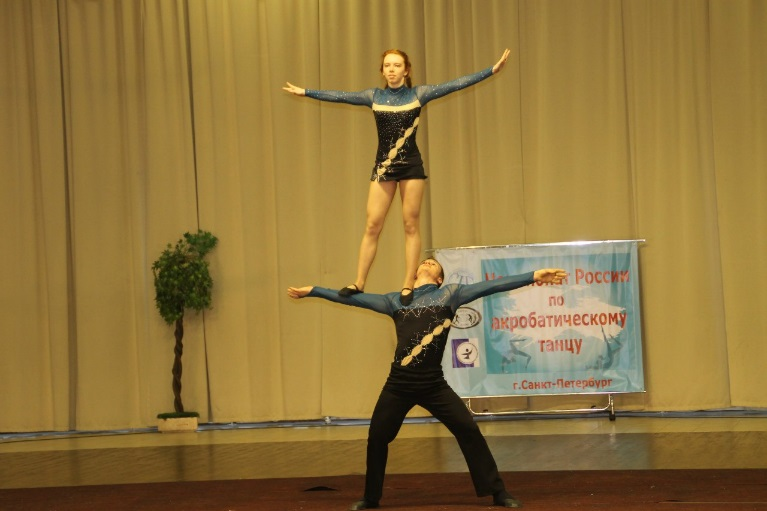 России
по
акробатическому
танцу
г.Санкт-Петербург